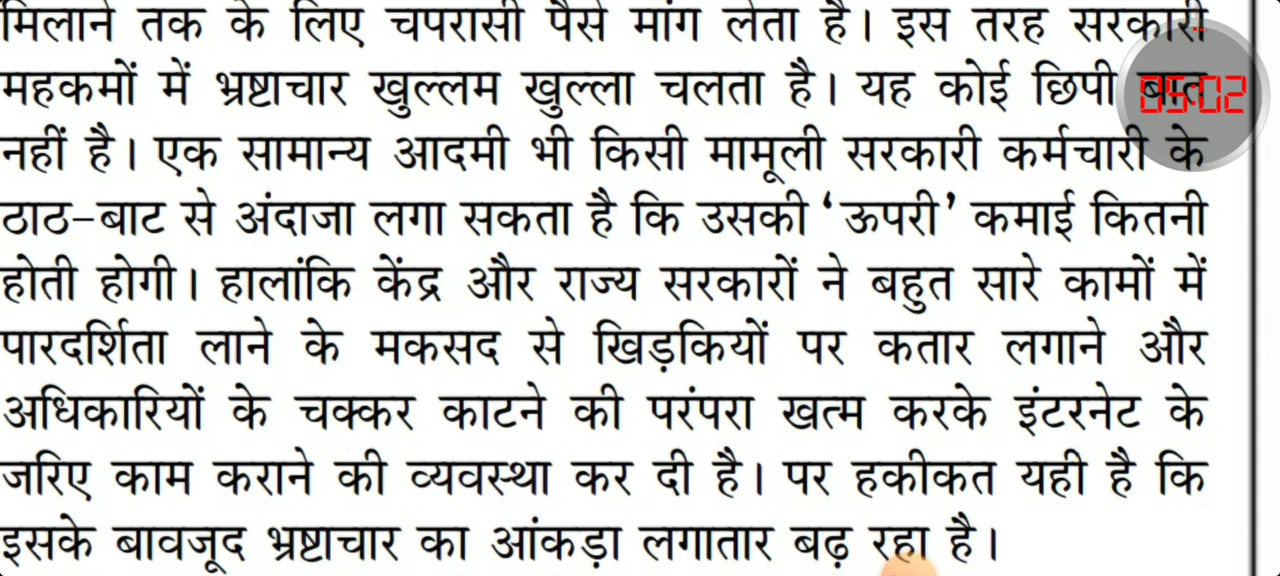 मिलाने तक के लिए चपरासी पैसे मांग लेता है। इस तरह सरकारी
महकमों में भ्रष्टाचार खुल्लम खुल्ला चलता है। यह कोई छिपी बात
नहीं है। एक सामान्य आदमी भी किसी मामूली सरकारी कर्मचारी के
ठाठ-बाट से अंदाजा लगा सकता है कि उसकी ‘ऊपरी’ कमाई कितनी
होती होगी। हालांकि केंद्र और राज्य सरकारों ने बहुत सारे कामों में
पारदर्शिता लाने के मकसद से खिड़कियों पर कतार लगाने और
अधिकारियों के चक्कर काटने की परंपरा खत्म करके इंटरनेट के
जरिए काम कराने की व्यवस्था कर दी है। पर हकीकत यही है कि
इसके बावजूद भ्रष्टाचार का आंकड़ा लगातार बढ़ रहा है।
05:02